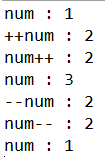 num : 1
++num : 2
num++ : 2
num : 3
--num : 2
num-- : 2
num : 1